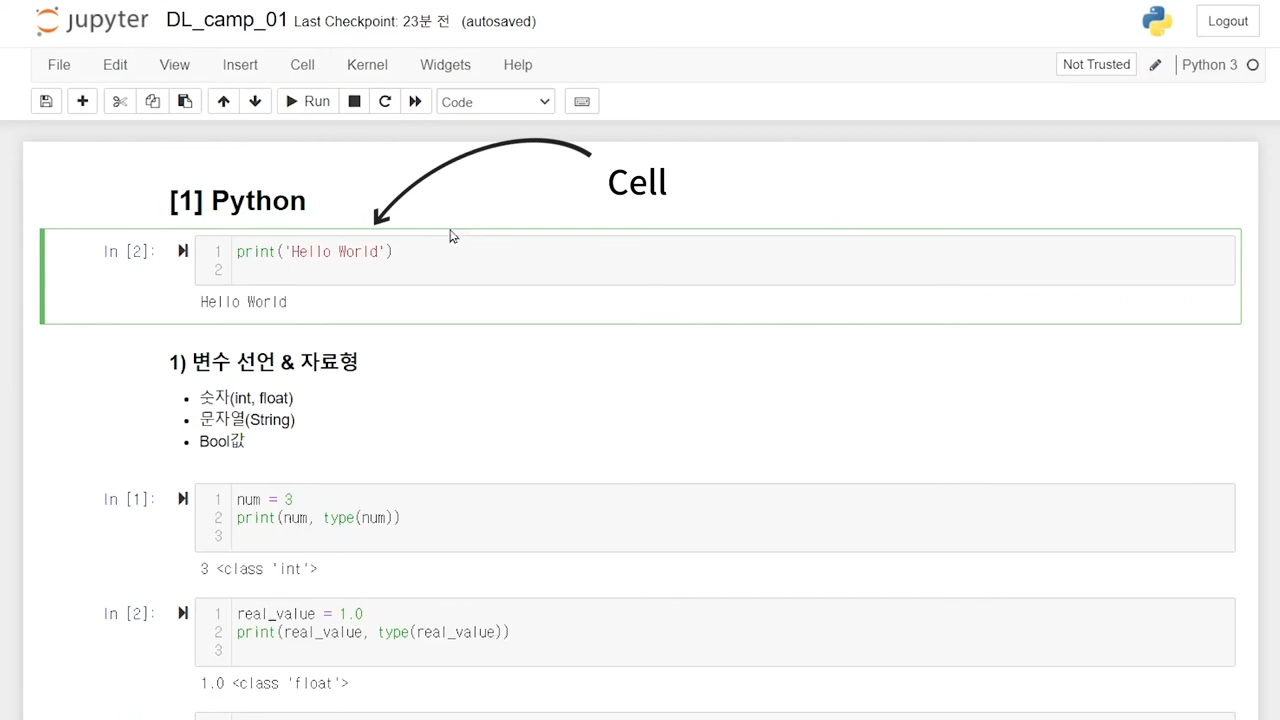 jupyter DL_camp_01 Last Checkpoint: 23분 전 (autosaved) Logout
File Edit View Insert Cell Kernel Widgets Help Not Trusted Python 3
Run Code
Cell
[1] Python
In [2]: 1 print('Hello World')
2
Hello World
1) 변수 선언 & 자료형
• 숫자(int, float)
• 문자열(String)
• Bool값
In [1]: 1 num = 3
2 print(num, type(num))
3
3 <class 'int'>
In [2]: 1 real_value = 1.0
2 print(real_value, type(real_value))
3
1.0 <class 'float'>